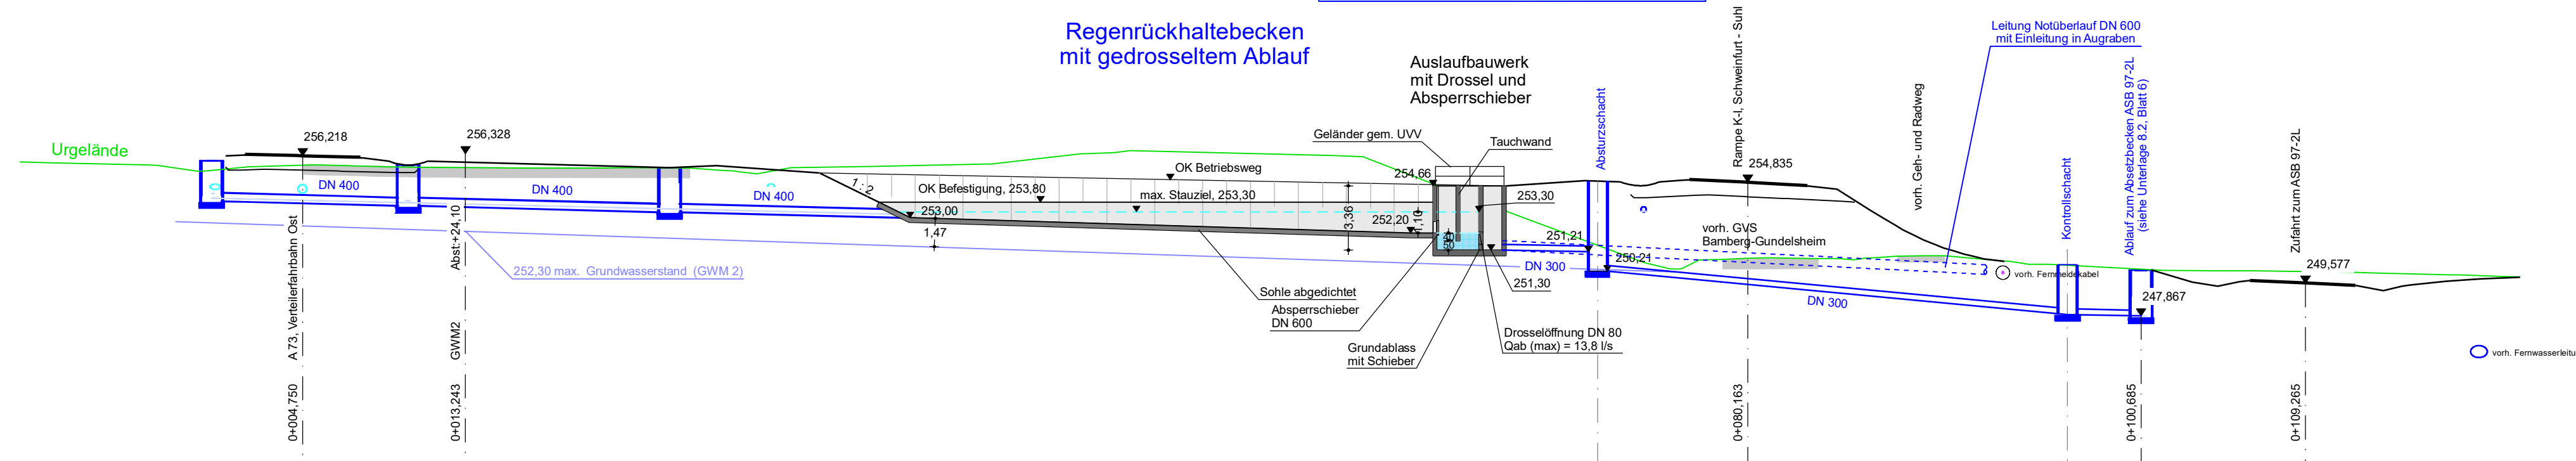 Regenrückhaltebecken
mit gedrosseltem Ablauf
Auslaufbauwerk
mit Drossel und
Absperrschieber
Leitung Notüberlauf DN 600
mit Einleitung in Augraben
Urgelände
256,218
256,328
DN 400
DN 400
DN 400
1 : 2
OK Betriebsweg
OK Befestigung, 253,80
max. Stauziel, 253,30
253,00
1,47
252,30 max. Grundwasserstand (GWM 2)
Geländer gem. UVV
Tauchwand
254,66
253,30
3,36
1,10
252,20
251,21
250,21
251,30
DN 300
DN 300
Sohle abgedichtet
Absperrschieber
DN 600
Grundablass
mit Schieber
Drosselöffnung DN 80
Qab (max) = 13,8 l/s
Absturzschacht
Rampe K-I, Schweinfurt - Suhl
254,835
vorh. GVS
Bamberg-Gundelsheim
vorh. Geh- und Radweg
vorh. Fernmeldekabel
Kontrollschacht
Ablauf zum Absetzbecken ASB 97-2L
(siehe Unterlage 8.2, Blatt 6)
247,867
Zufahrt zum ASB 97-2L
249,577
vorh. Fernwasserleitu
A 73, Verteilerfahrbahn Ost
0+004,750
Abst:+24,10
GWM2
0+013,243
0+080,163
0+100,685
0+109,265